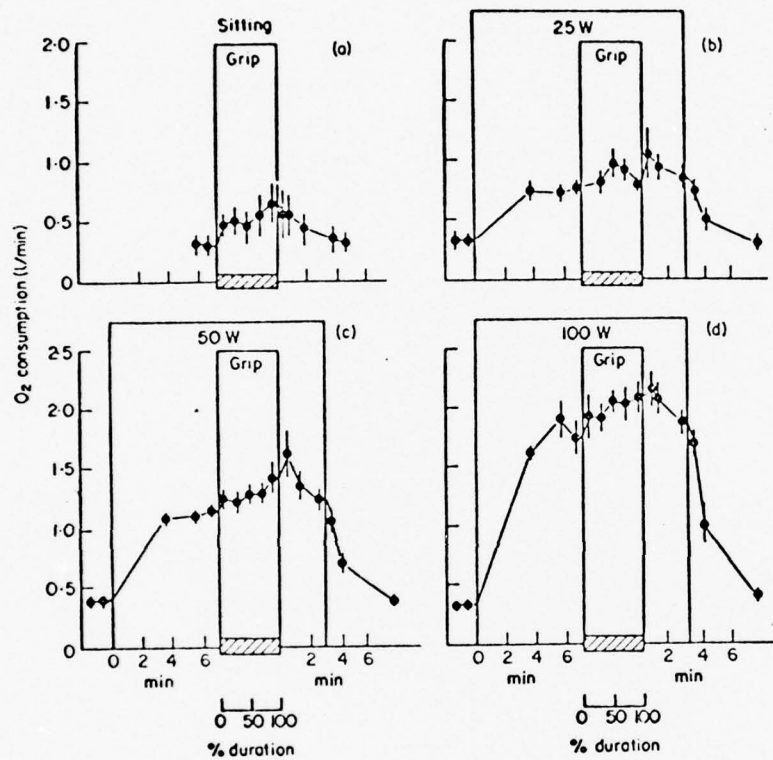 Sitting
(a)
Grip
2·0
1·5
1·0
0·5
0
25 W
(b)
Grip
O₂ consumption (l/min)
50 W
(c)
Grip
2·5
2·0
1·5
1·0
0·5
0
0 2 4 6 2 4 6
min min
0 50 100
% duration
100 W
(d)
Grip
0 2 4 6 2 4 6
min min
0 50 100
% duration